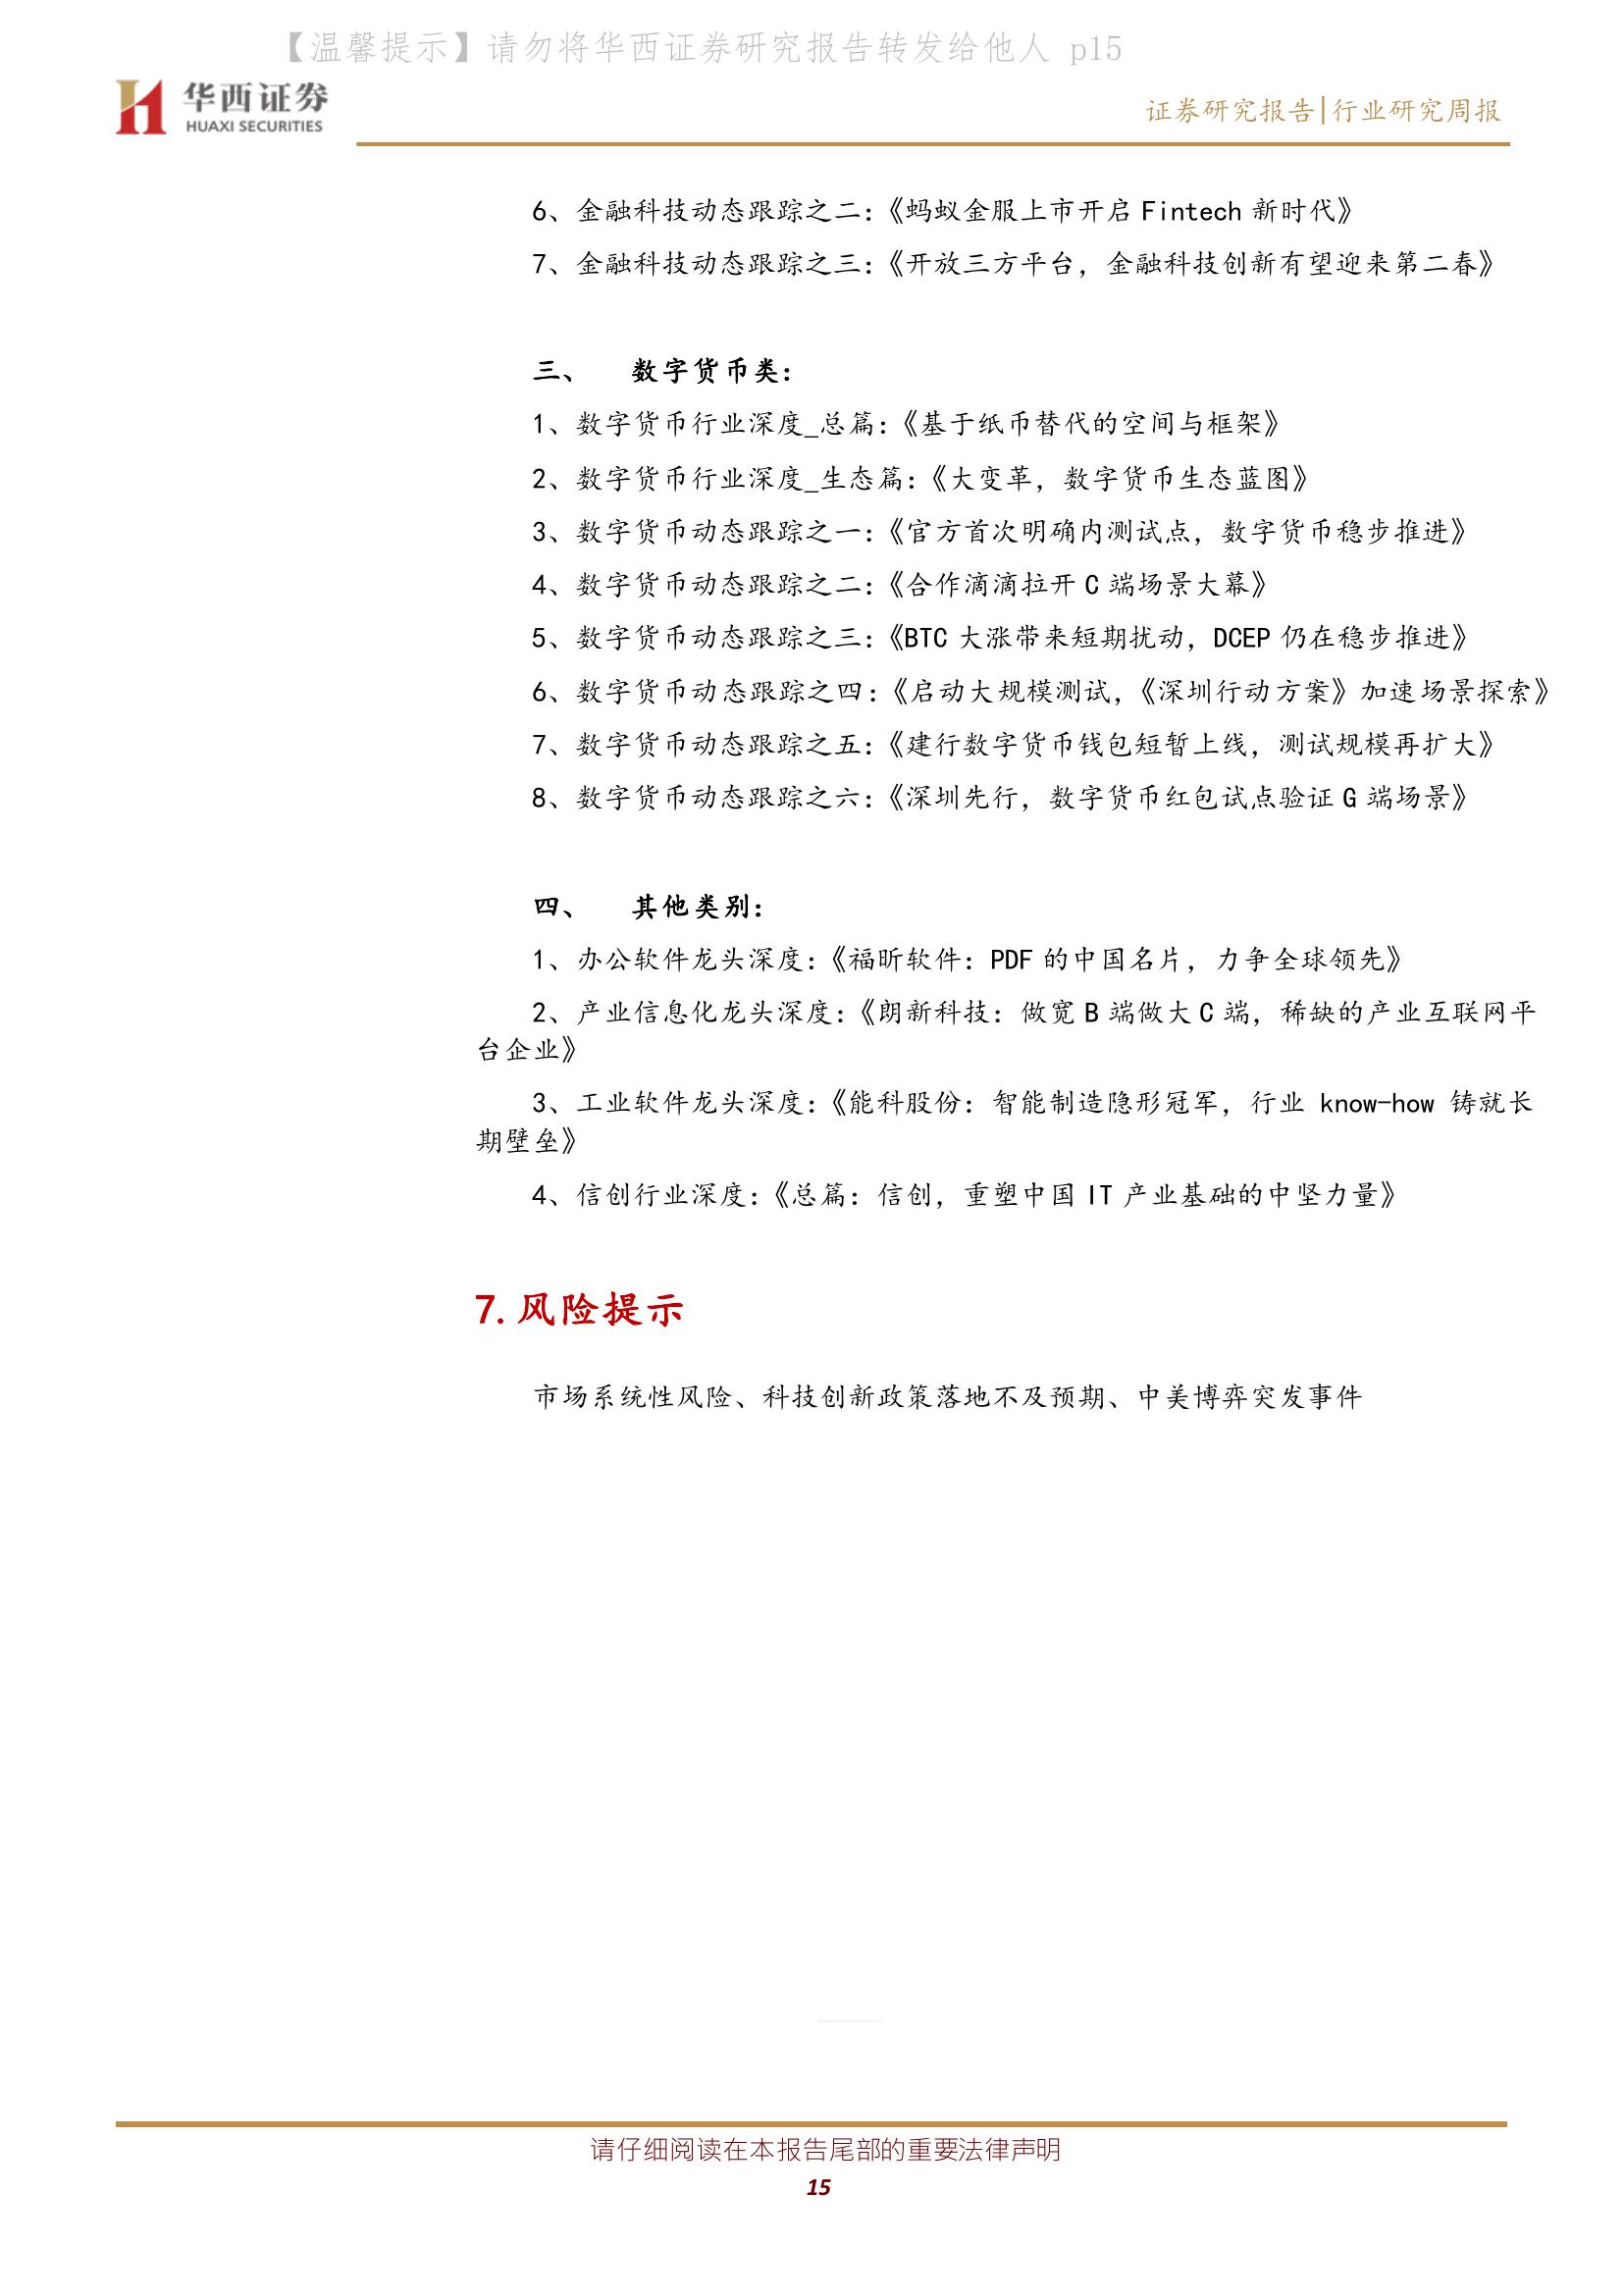 【温馨提示】请勿将华西证券研究报告转发给他人 p15
华西证券
HUAXI SECURITIES
证券研究报告|行业研究周报
6、金融科技动态跟踪之二：《蚂蚁金服上市开启 Fintech 新时代》
7、金融科技动态跟踪之三：《开放三方平台，金融科技创新有望迎来第二春》
三、 数字货币类：
1、数字货币行业深度_总篇：《基于纸币替代的空间与框架》
2、数字货币行业深度_生态篇：《大变革，数字货币生态蓝图》
3、数字货币动态跟踪之一：《官方首次明确内测试点，数字货币稳步推进》
4、数字货币动态跟踪之二：《合作滴滴拉开 C 端场景大幕》
5、数字货币动态跟踪之三：《BTC 大涨带来短期扰动，DCEP 仍在稳步推进》
6、数字货币动态跟踪之四：《启动大规模测试，《深圳行动方案》加速场景探索》
7、数字货币动态跟踪之五：《建行数字货币钱包短暂上线，测试规模再扩大》
8、数字货币动态跟踪之六：《深圳先行，数字货币红包试点验证 G 端场景》
四、 其他类别：
1、办公软件龙头深度：《福昕软件：PDF 的中国名片，力争全球领先》
2、产业信息化龙头深度：《朗新科技：做宽 B 端做大 C 端，稀缺的产业互联网平
台企业》
3、工业软件龙头深度：《能科股份：智能制造隐形冠军，行业 know-how 铸就长
期壁垒》
4、信创行业深度：《总篇：信创，重塑中国 IT 产业基础的中坚力量》
7.风险提示
市场系统性风险、科技创新政策落地不及预期、中美博弈突发事件
请仔细阅读在本报告尾部的重要法律声明
15